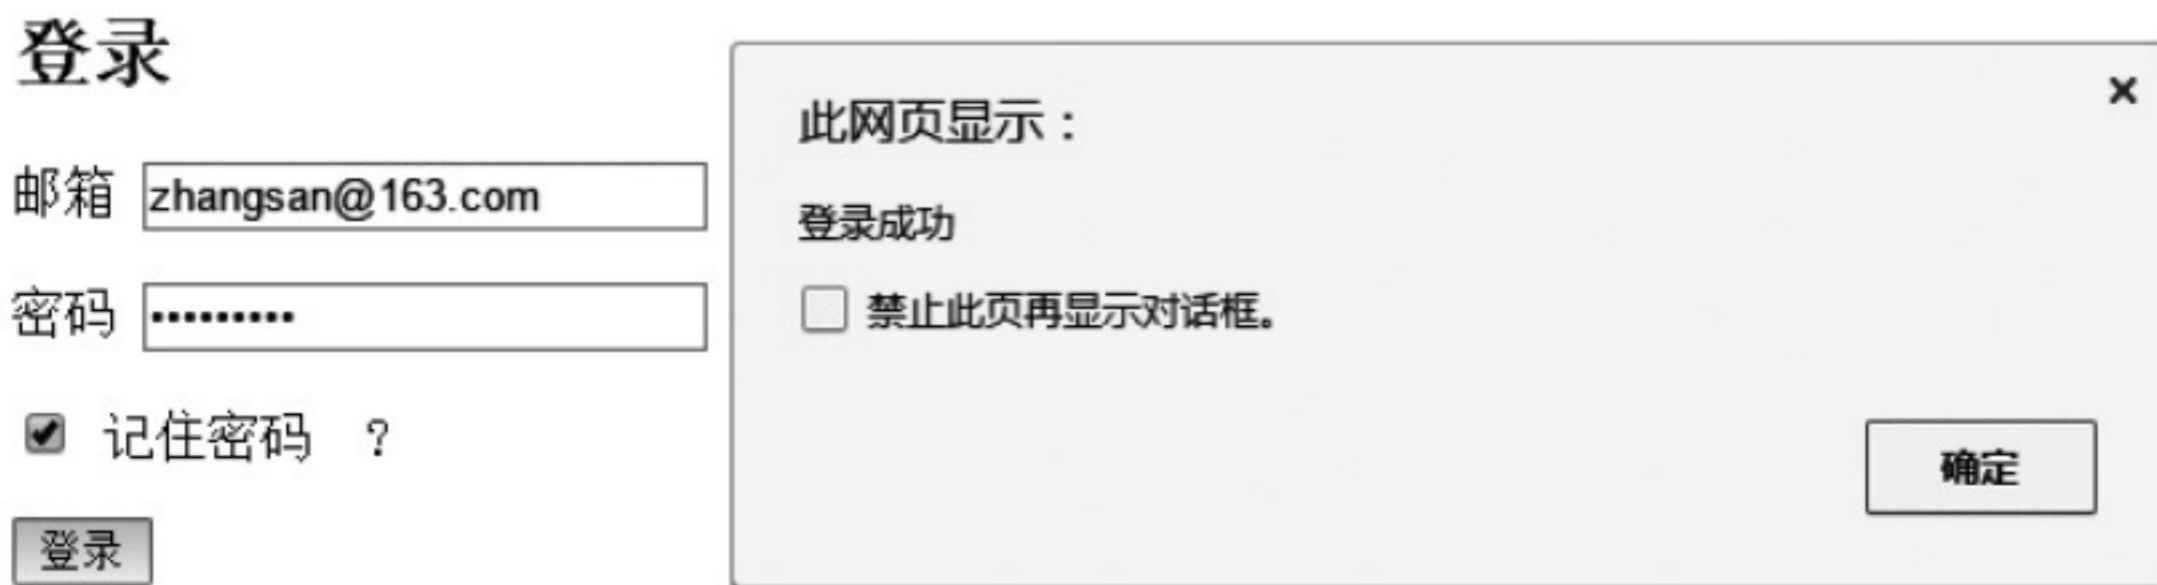 登录
邮箱 zhangsan@163.com
密码 •••••••••
记住密码 ?
登录
此网页显示：
登录成功
禁止此页再显示对话框。
确定